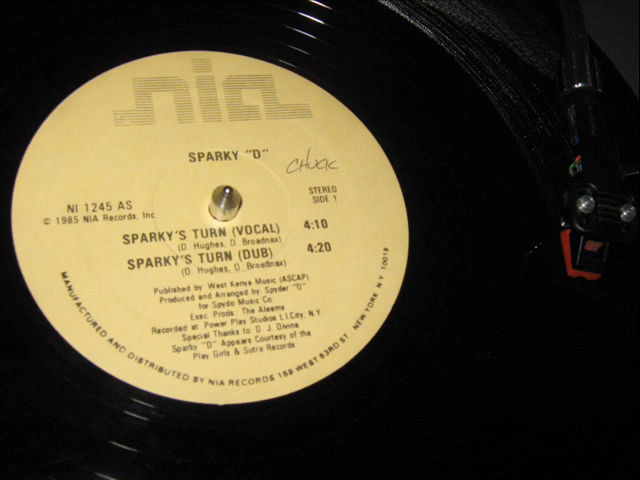 nia
SPARKY "D"
CHUCK
NI 1245 AS
© 1985 NIA Records, Inc
STEREO
SIDE 1
SPARKY'S TURN (VOCAL) 4:10
(D. Hughes, D. Broadnax)
SPARKY'S TURN (DUB) 4:20
(D. Hughes, D. Broadnax)
Published by West Kenya Music (ASCAP)
Produced and Arranged by: Spyder "D"
for Spydo Music Co.
Exec. Prods. The Aleems
Recorded at Power Play Studios L.I.City, N.Y.
Special Thanks to: D. J. Divine
Sparky "D" Appears Courtesy of the
Play Girls & Sutra Records
MANUFACTURED AND DISTRIBUTED BY NIA RECORDS 169 WEST 63RD ST. NEW YORK N.Y. 10019